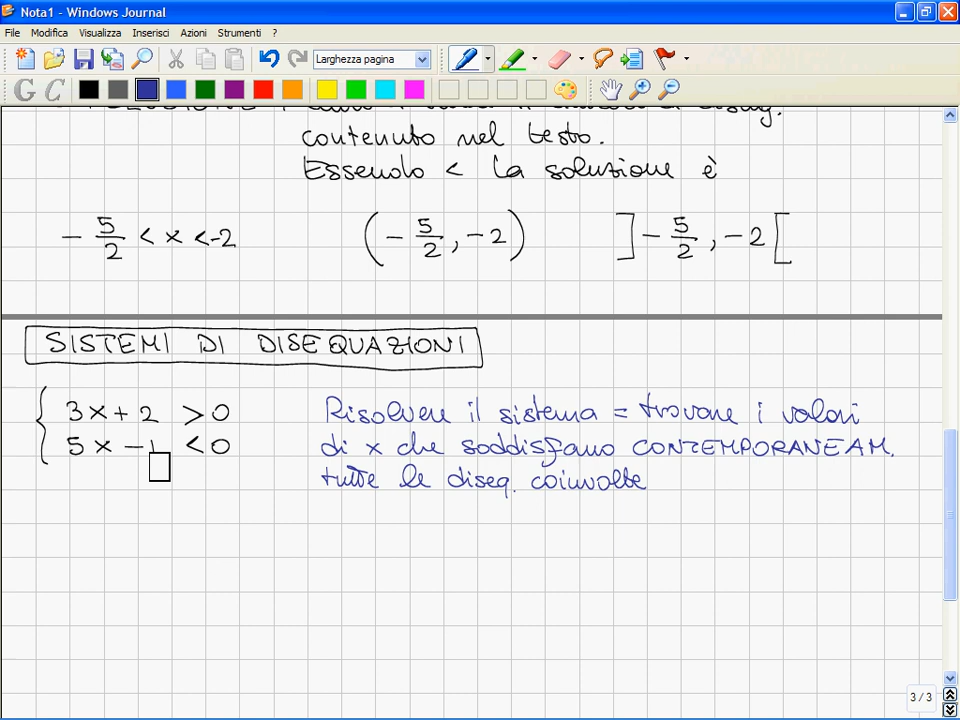 Nota1 - Windows Journal
File Modifica Visualizza Inserisci Azioni Strumenti ?
Larghezza pagina
G C
contenuto nel testo.
Essendo < la soluzione è
- 5/2 < x < -2 (- 5/2, -2) ]- 5/2, -2[
SISTEMI DI DISEQUAZIONI
{ 3x + 2 > 0
5x - 1 < 0
Risolvere il sistema = trovare i valori
di x che soddisfano CONTEMPORANEAM.
tutte le diseq. coinvolte
3 / 3